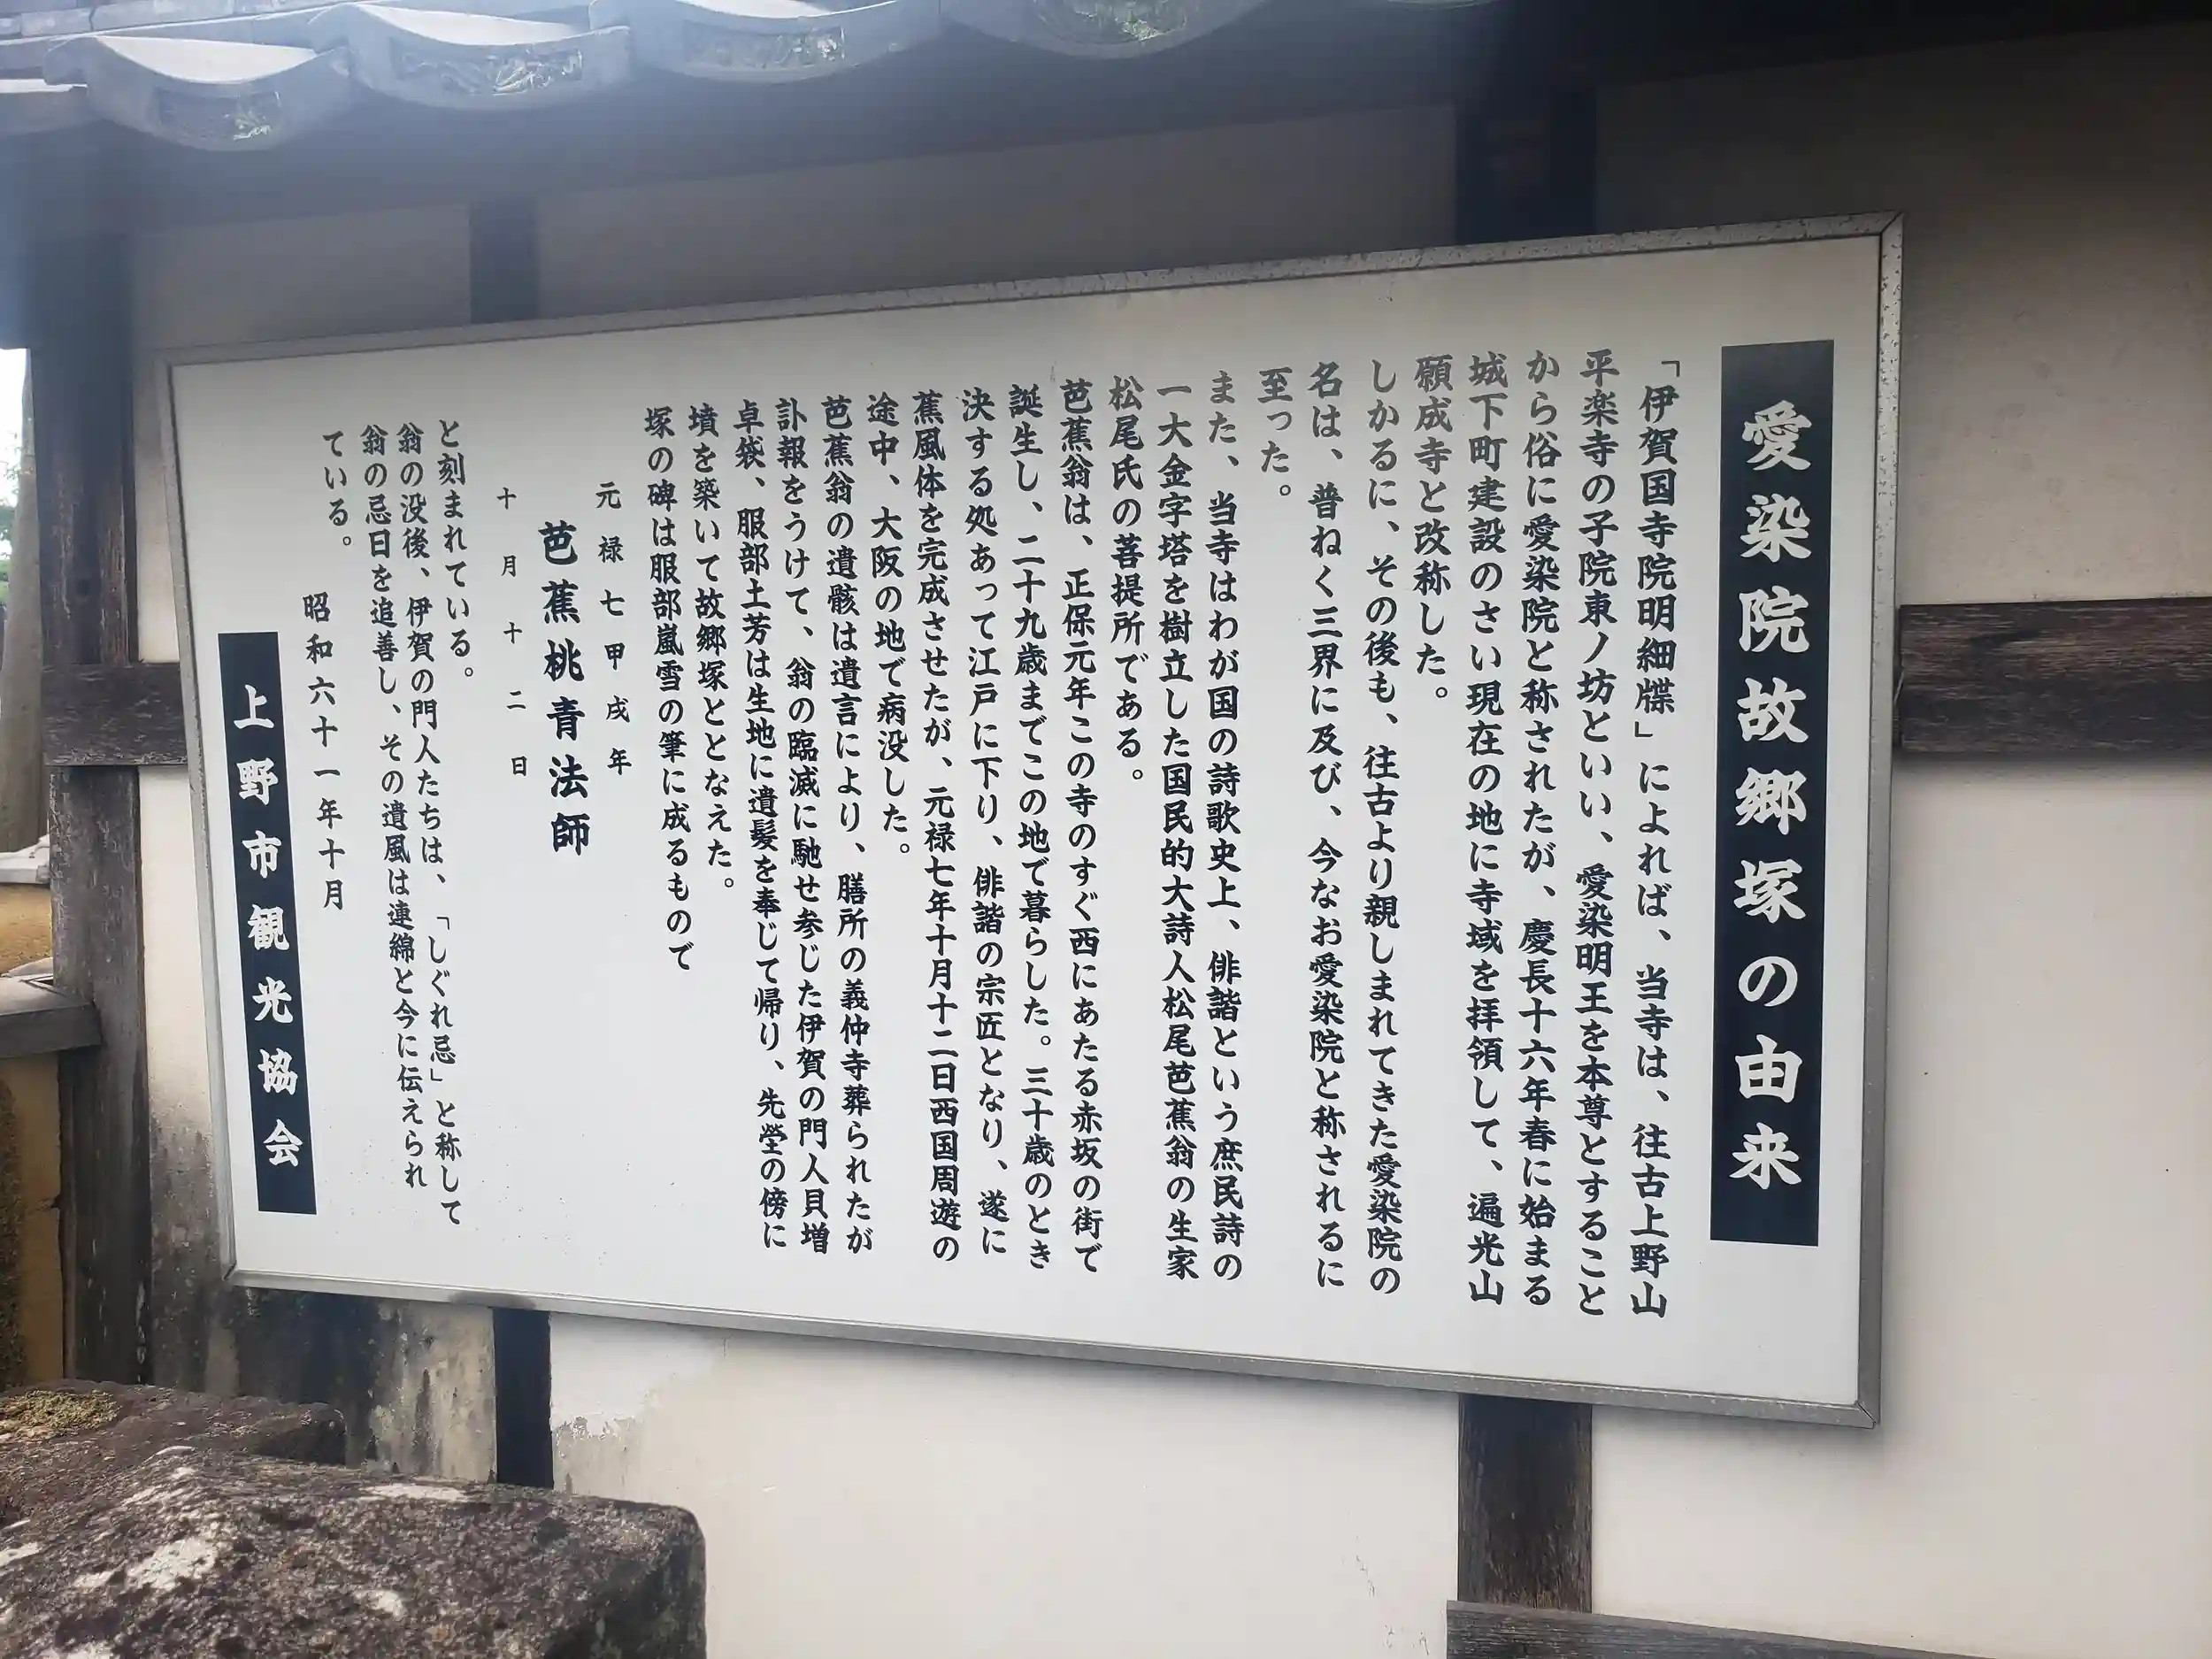 愛染院故郷塚の由来
「伊賀国寺院明細牒」によれば、当寺は、往古上野山
平楽寺の子院東ノ坊といい、愛染明王を本尊とすること
から俗に愛染院と称されたが、慶長十六年春に始まる
城下町建設のさい現在の地に寺域を拝領して、遍光山
願成寺と改称した。
しかるに、その後も、往古より親しまれてきた愛染院の
名は、普ねく三界に及び、今なお愛染院と称されるに
至った。
また、当寺はわが国の詩歌史上、俳諧という庶民詩の
一大金字塔を樹立した国民的大詩人松尾芭蕉翁の生家
松尾氏の菩提所である。
芭蕉翁は、正保元年この寺のすぐ西にあたる赤坂の街で
誕生し、二十九歳までこの地で暮らした。三十歳のとき
決する処あって江戸に下り、俳諧の宗匠となり、遂に
蕉風体を完成させたが、元禄七年十月十二日西国周遊の
途中、大阪の地で病没した。
芭蕉翁の遺骸は遺言により、膳所の義仲寺葬られたが
訃報をうけて、翁の臨滅に馳せ参じた伊賀の門人貝増
卓袋、服部土芳は生地に遺髪を奉じて帰り、先塋の傍に
墳を築いて故郷塚ととなえた。
塚の碑は服部嵐雪の筆に成るもので
元禄七甲戌年
芭蕉桃青法師
十月十二日
と刻まれている。
翁の没後、伊賀の門人たちは、「しぐれ忌」と称して
翁の忌日を追善し、その遺風は連綿と今に伝えられ
ている。
昭和六十一年十月
上野市観光協会